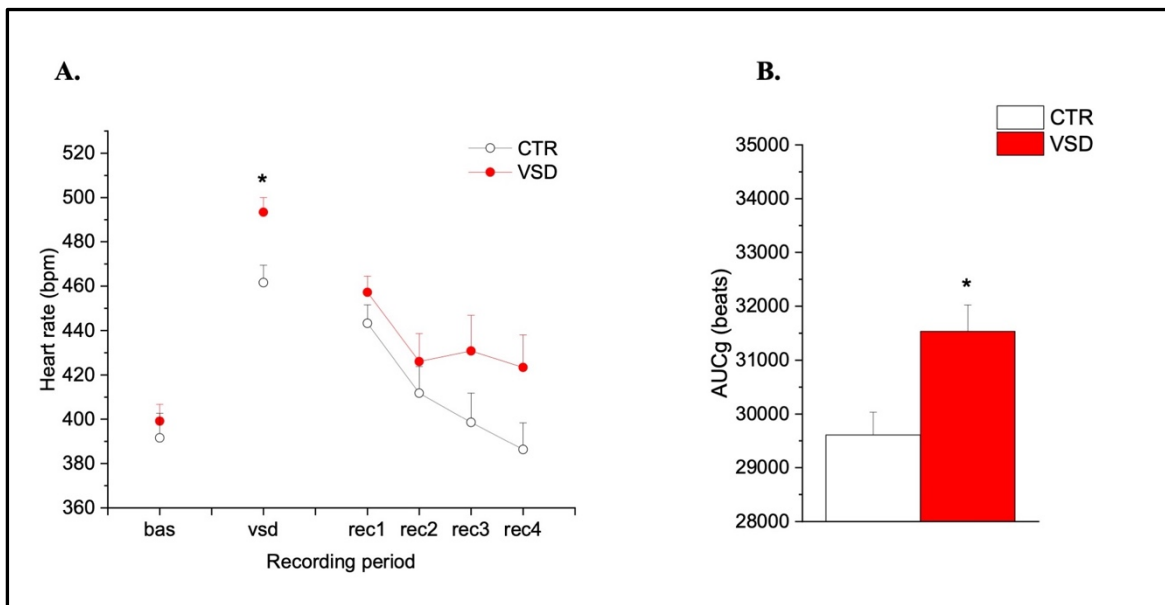 A.
CTR
VSD
*
Heart rate (bpm)
520
500
480
460
440
420
400
380
360
bas vsd rec1 rec2 rec3 rec4
Recording period
B.
CTR
VSD
*
AUCg (beats)
35000
34000
33000
32000
31000
30000
29000
28000